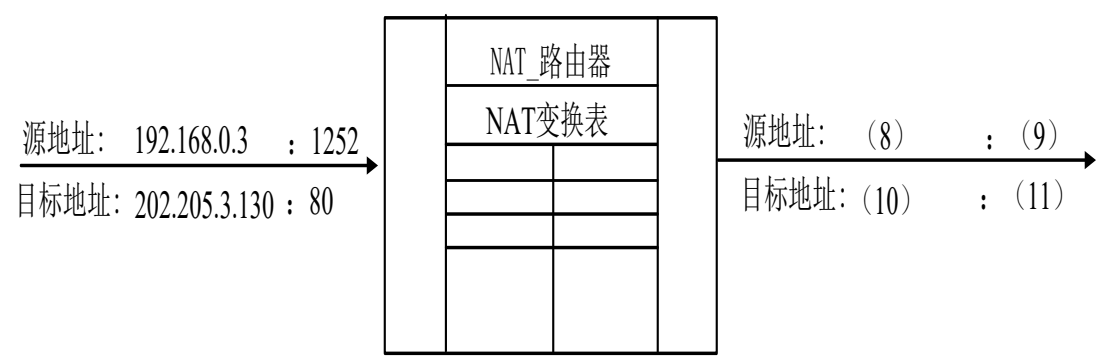 NAT_路由器
NAT变换表
源地址: 192.168.0.3 : 1252
目标地址: 202.205.3.130 : 80
源地址: (8) : (9)
目标地址: (10) : (11)